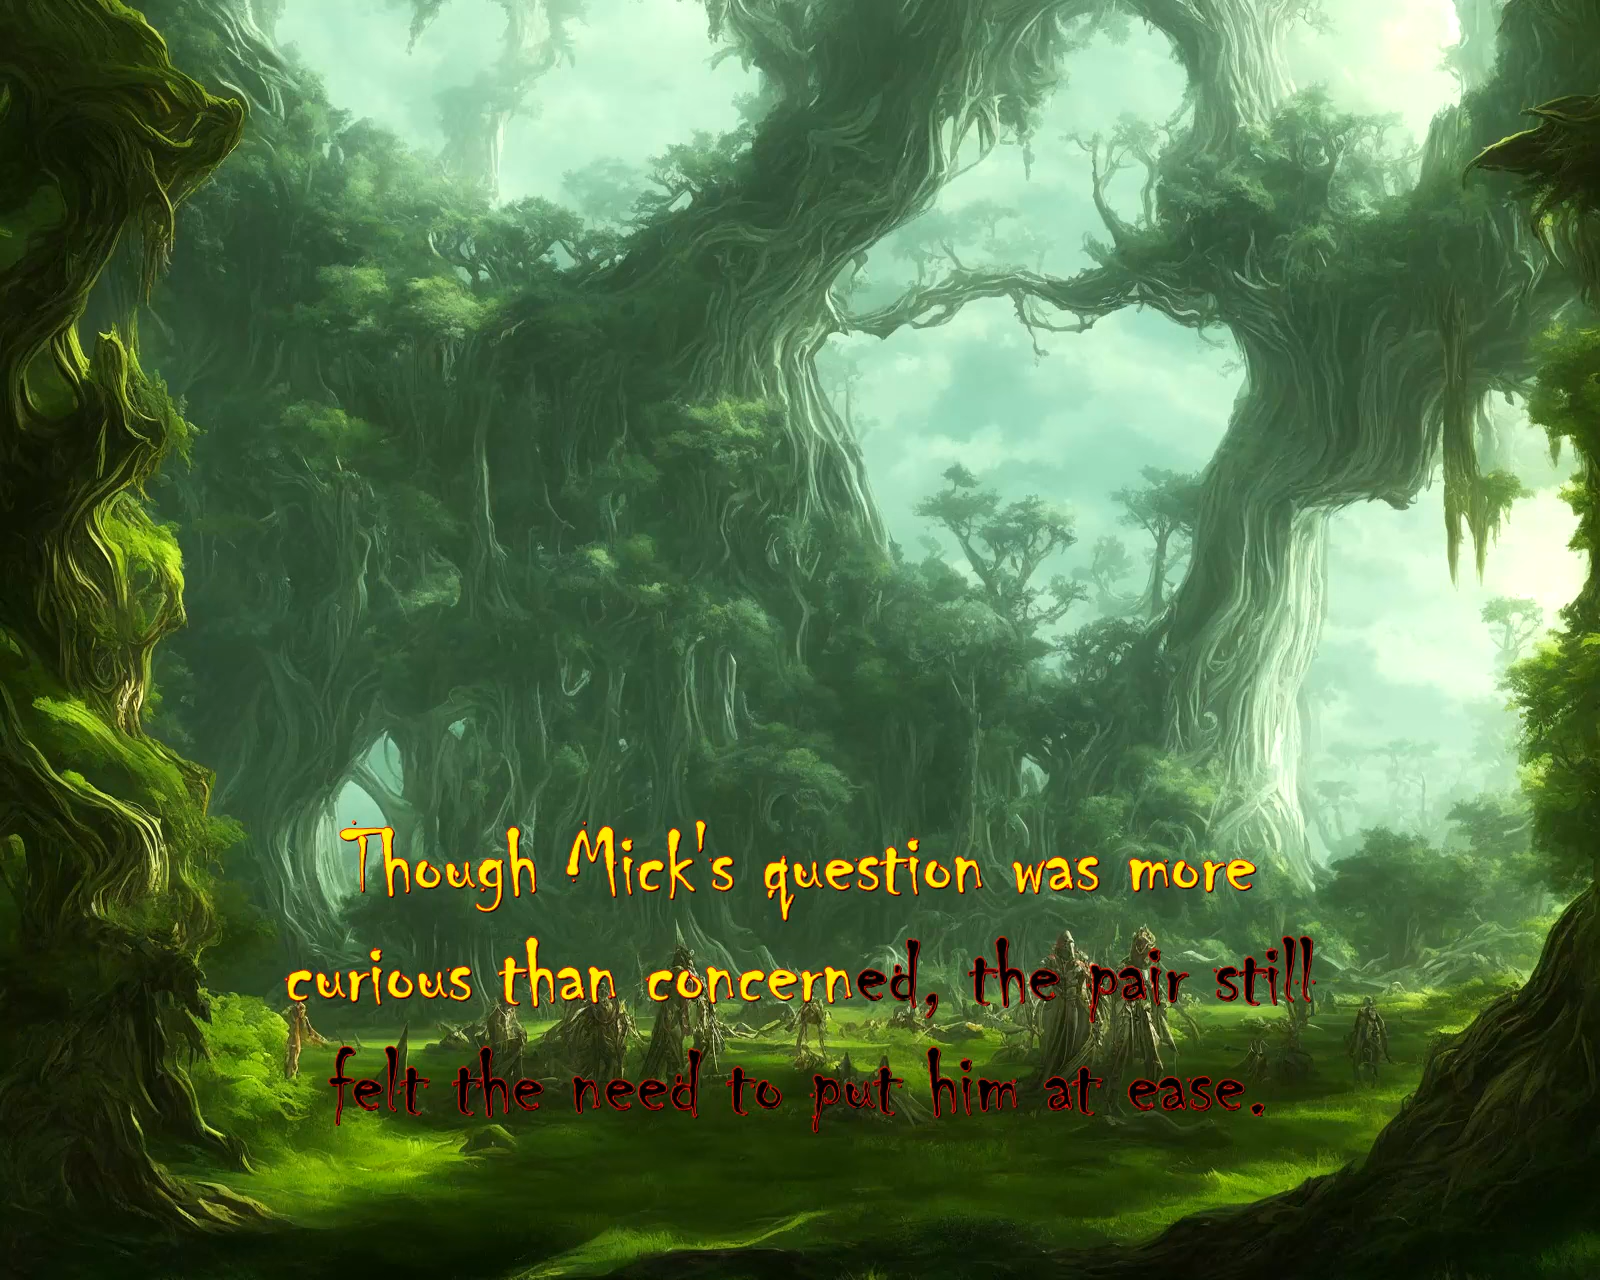 Though Mick's question was more
curious than concerned, the pair still
felt the need to put him at ease.